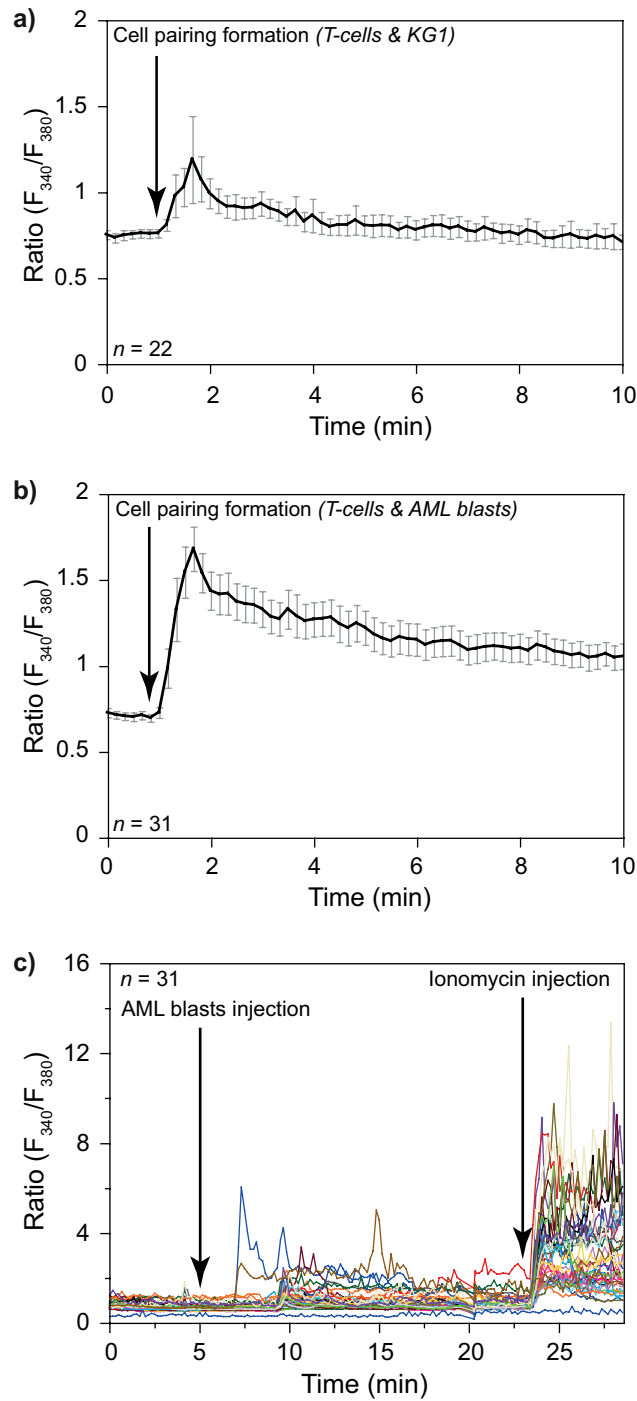 a)
Cell pairing formation (T-cells & KG1)
2
1.5
1
0.5
0
Ratio (F340/F380)
n = 22
0 2 4 6 8 10
Time (min)
b)
Cell pairing formation (T-cells & AML blasts)
2
1.5
1
0.5
0
Ratio (F340/F380)
n = 31
0 2 4 6 8 10
Time (min)
c)
n = 31
AML blasts injection
Ionomycin injection
16
12
8
4
0
Ratio (F340/F380)
0 5 10 15 20 25
Time (min)